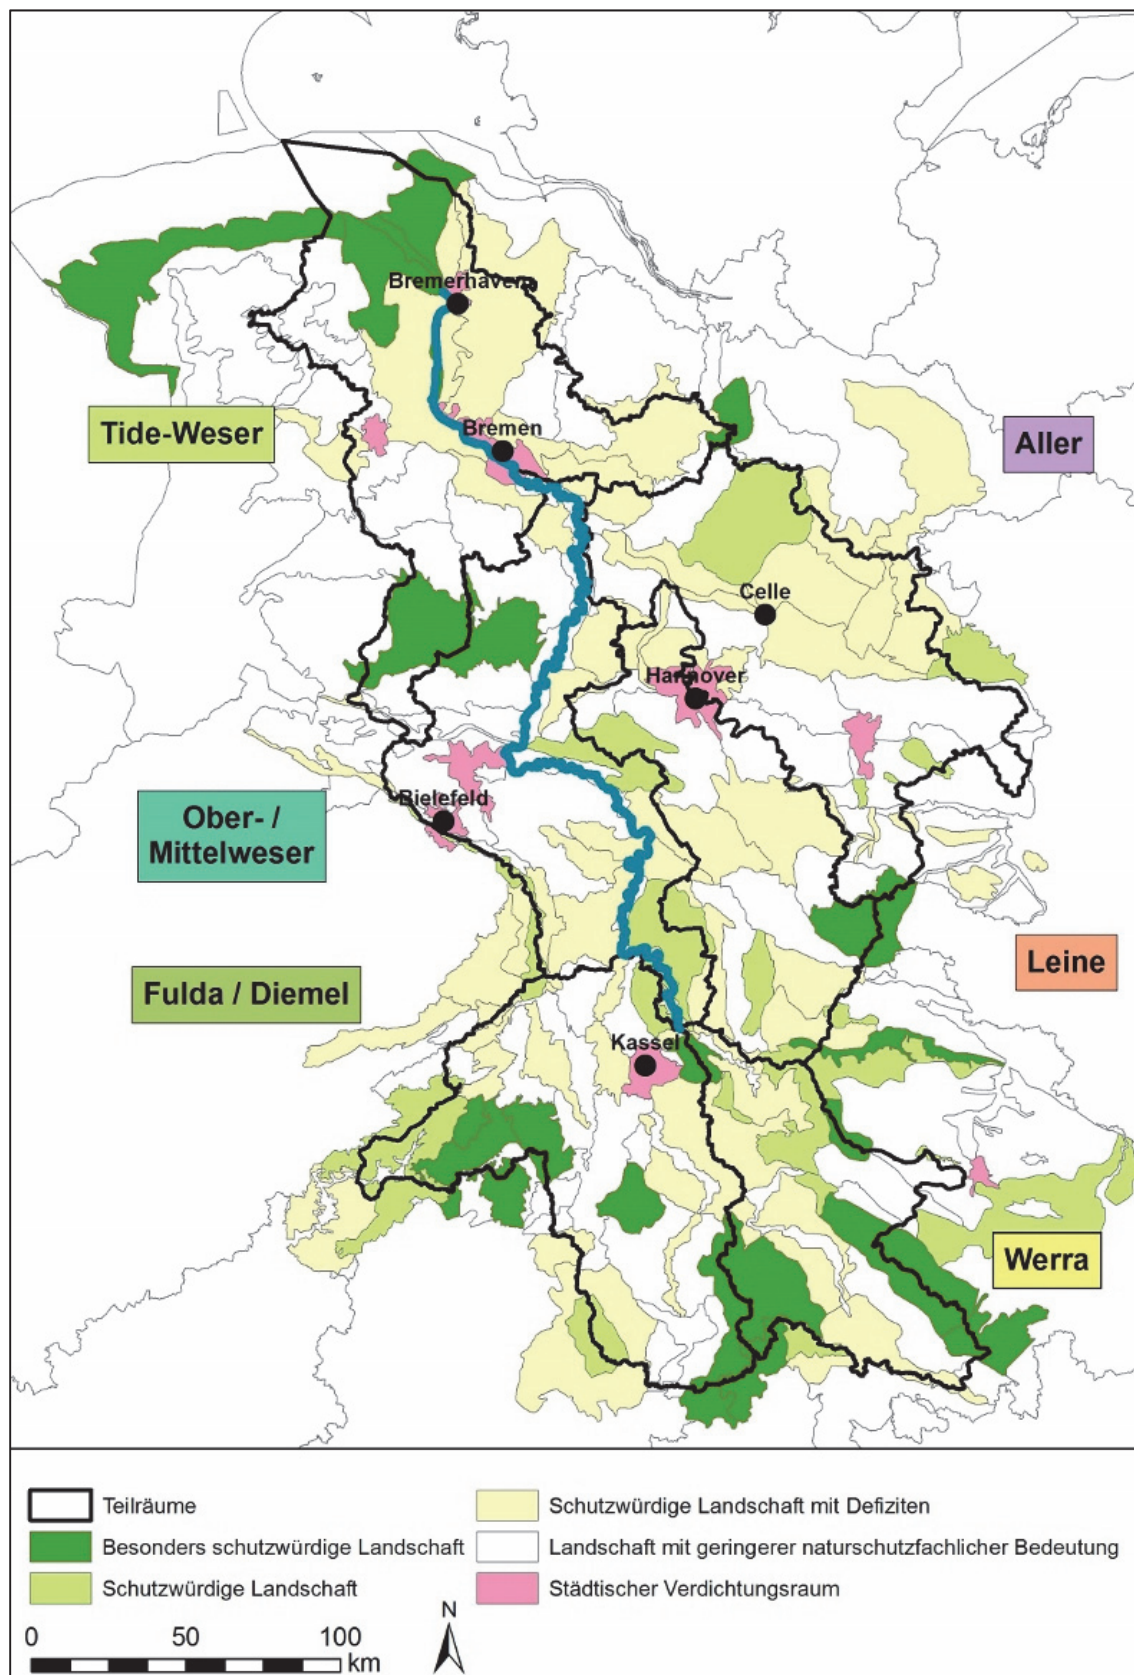 Bremerhaven
Tide-Weser
Bremen
Aller
Celle
Hannover
Ober- /
Mittelweser
Bielefeld
Fulda / Diemel
Leine
Kassel
Werra
Teilräume
Besonders schutzwürdige Landschaft
Schutzwürdige Landschaft
Schutzwürdige Landschaft mit Defiziten
Landschaft mit geringerer naturschutzfachlicher Bedeutung
Städtischer Verdichtungsraum
0 50 100
km
N